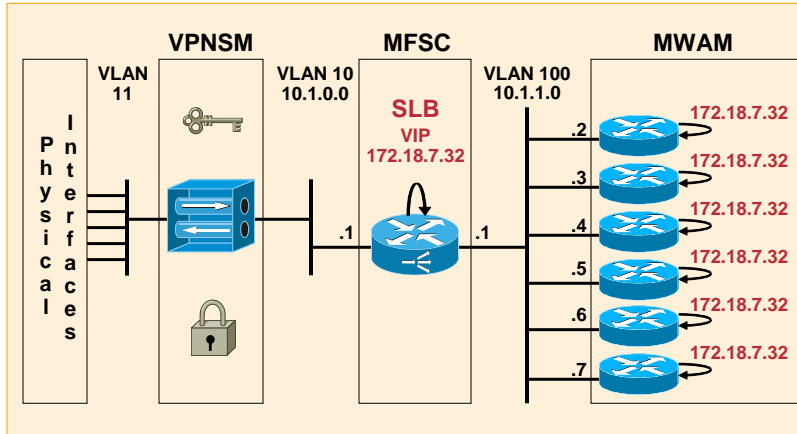 VPNSM
MFSC
MWAM
VLAN
11
VLAN 10
10.1.0.0
VLAN 100
10.1.1.0
Physical
Interfaces
SLB
VIP
172.18.7.32
.1
.1
.2
172.18.7.32
.3
172.18.7.32
.4
172.18.7.32
.5
172.18.7.32
.6
172.18.7.32
.7
172.18.7.32